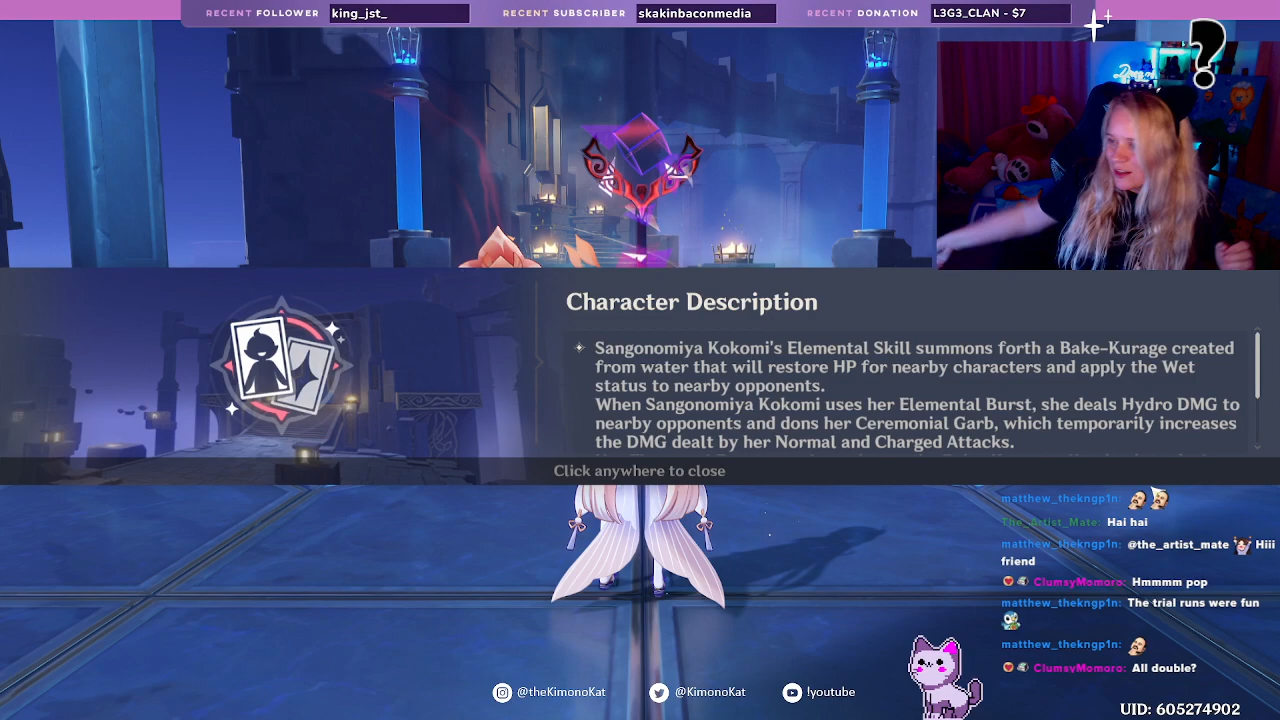 RECENT FOLLOWER king_jst_ RECENT SUBSCRIBER skakinbaconmedia RECENT DONATION L3G3_CLAN - $7
?
Character Description
Sangonomiya Kokomi's Elemental Skill summons forth a Bake-Kurage created
from water that will restore HP for nearby characters and apply the Wet
status to nearby opponents.
When Sangonomiya Kokomi uses her Elemental Burst, she deals Hydro DMG to
nearby opponents and dons her Ceremonial Garb, which temporarily increases
the DMG dealt by her Normal and Charged Attacks.
Click anywhere to close
matthew_thekngp1n:
The_Artist_Mate: Hai hai
matthew_thekngp1n: @the_artist_mate Hiii
friend
ClumsyMomoro: Hmmmm pop
matthew_thekngp1n: The trial runs were fun
matthew_thekngp1n:
ClumsyMomoro: All double?
@theKimonoKat @KimonoKat lyoutube
UID: 605274902